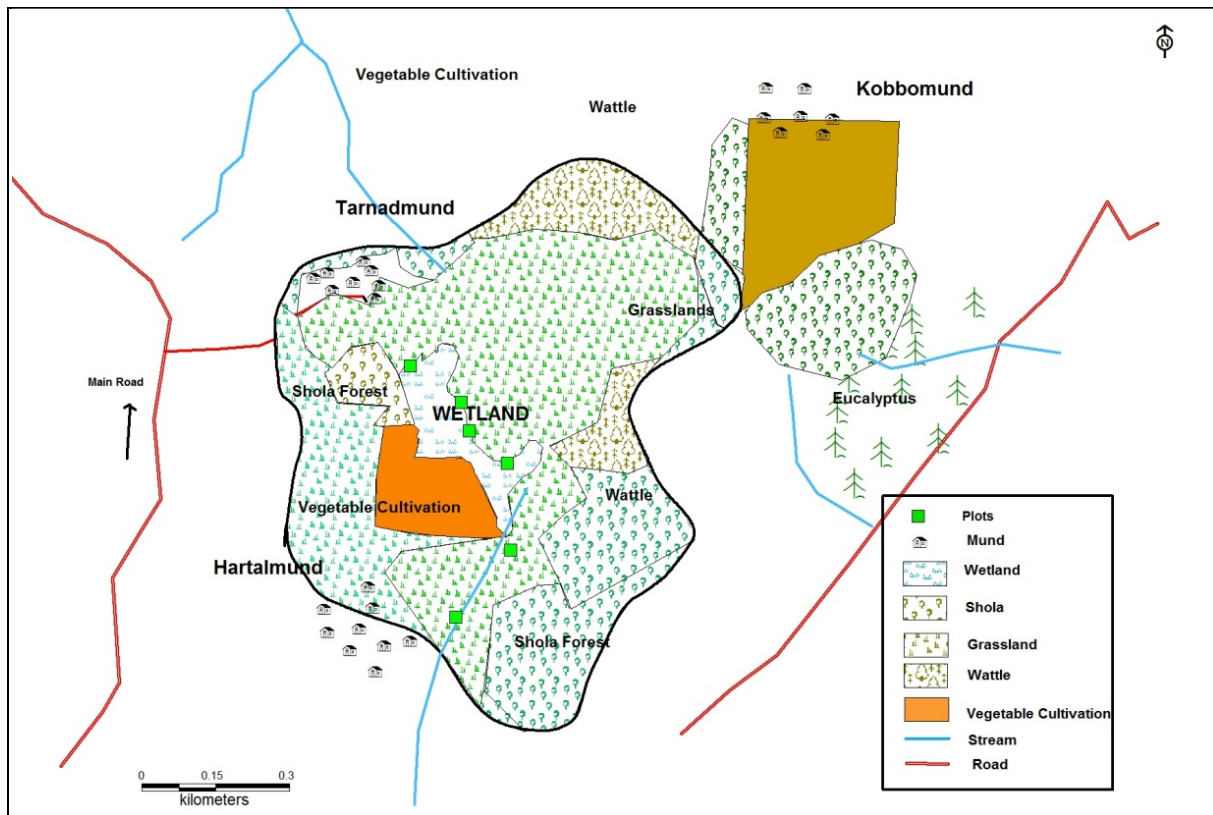 N
Vegetable Cultivation
Kobbomund
Wattle
Tarnadmund
Grasslands
Main Road
Shola Forest
WETLAND
Eucalyptus
Vegetable Cultivation
Wattle
Hartalmund
Shola Forest
Plots
Mund
Wetland
Shola
Grassland
Wattle
Vegetable Cultivation
Stream
Road
0 0.15 0.3
kilometers